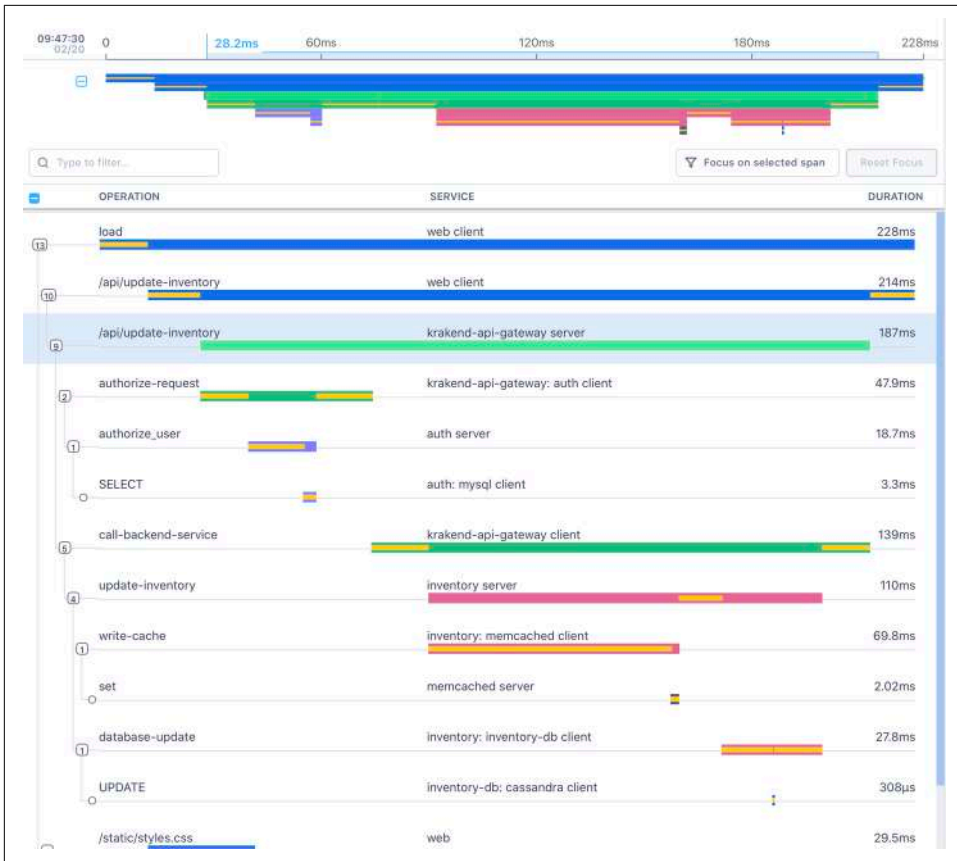 09:47:30 0 28.2ms 60ms 120ms 180ms 228ms
02/20
Type to filter...
Focus on selected span
Reset Focus
OPERATION SERVICE DURATION
load web client 228ms
13
/api/update-inventory web client 214ms
10
/api/update-inventory krakend-api-gateway server 187ms
9
authorize-request krakend-api-gateway: auth client 47.9ms
2
authorize_user auth server 18.7ms
1
SELECT auth: mysql client 3.3ms
call-backend-service krakend-api-gateway client 139ms
5
update-inventory inventory server 110ms
4
write-cache inventory: memcached client 69.8ms
1
set memcached server 2.02ms
database-update inventory: inventory-db client 27.8ms
1
UPDATE inventory-db: cassandra client 308μs
/static/styles.css web 29.5ms